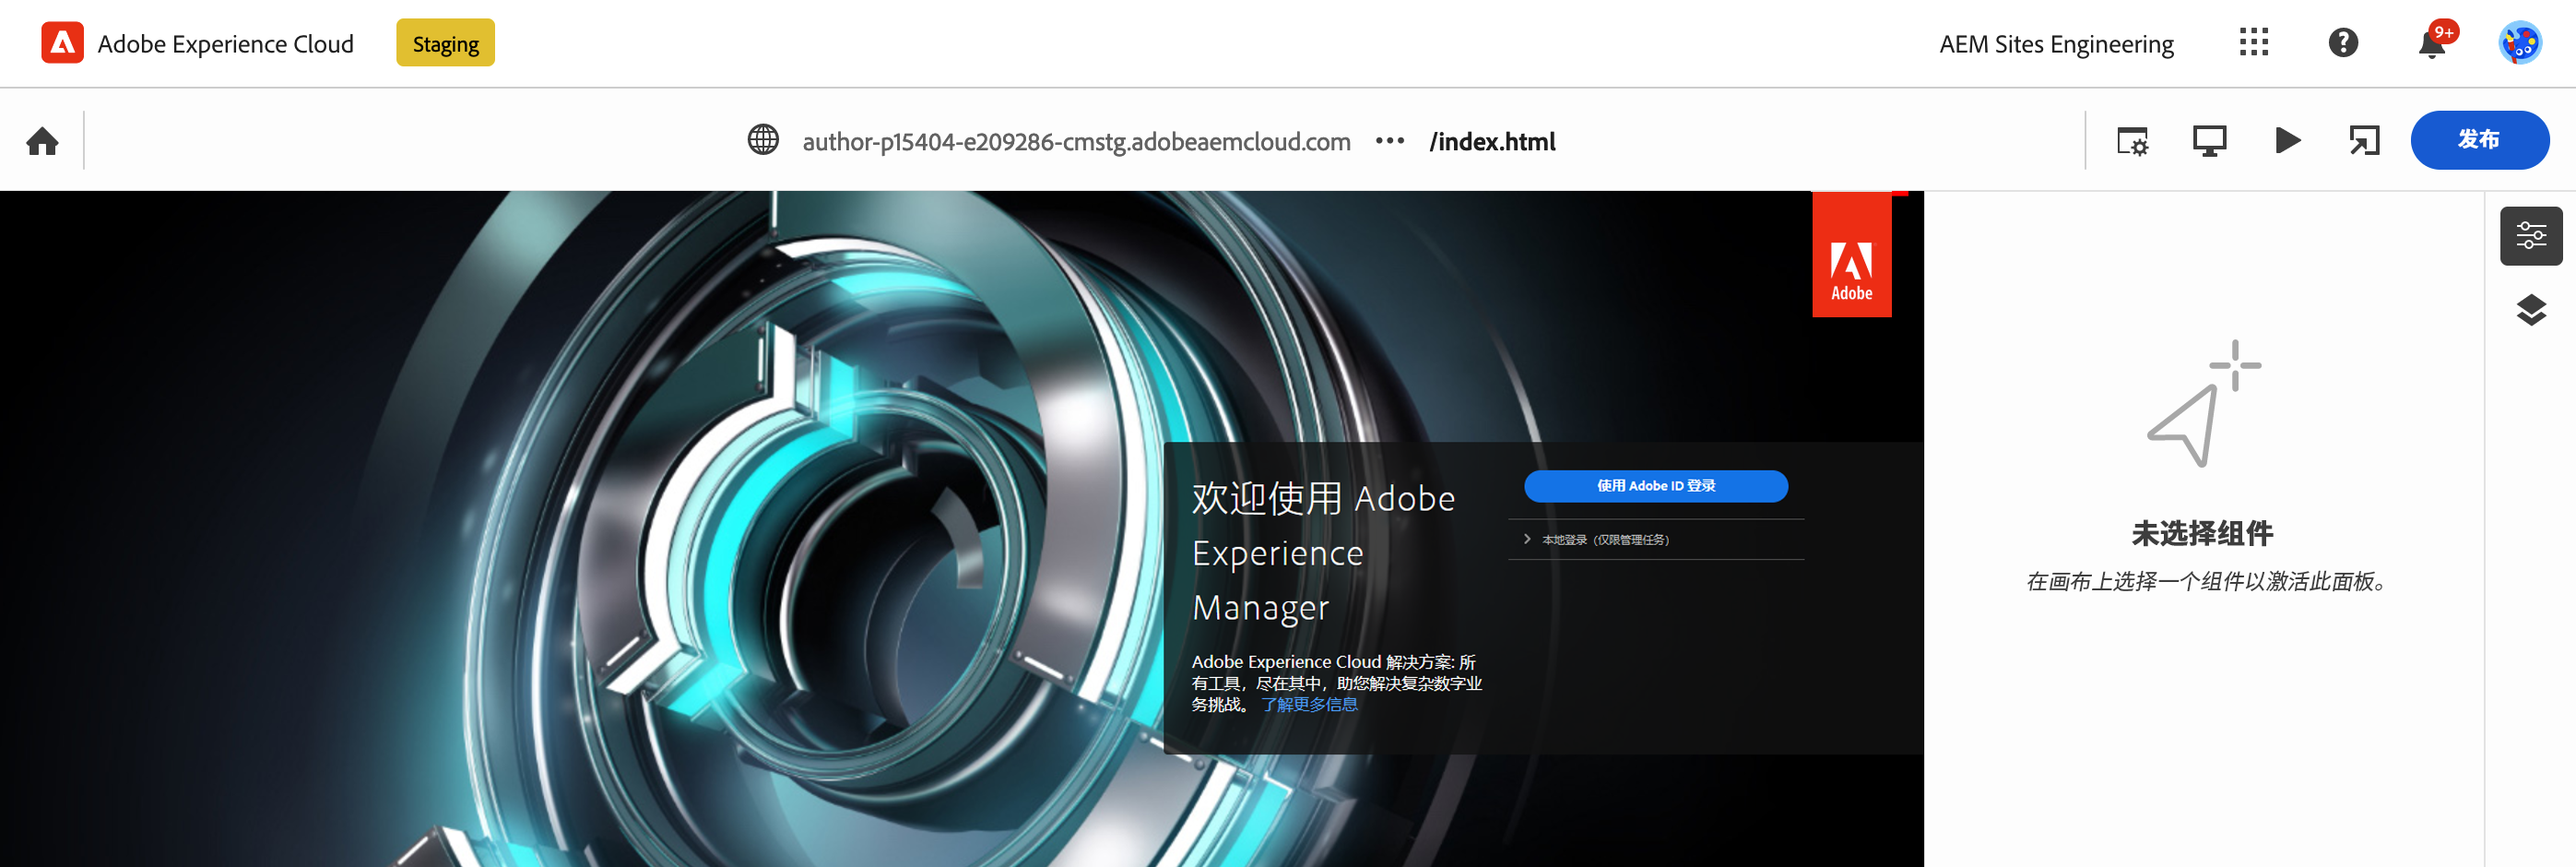 Adobe Experience Cloud
Staging
AEM Sites Engineering
9+
author-p15404-e209286-cmstg.adobeaemcloud.com ••• /index.html
发布
Adobe
欢迎使用 Adobe
Experience
Manager
Adobe Experience Cloud 解决方案: 所
有工具，尽在其中，助您解决复杂数字业
务挑战。 了解更多信息
使用 Adobe ID 登录
本地登录（仅限管理任务）
未选择组件
在画布上选择一个组件以激活此面板。